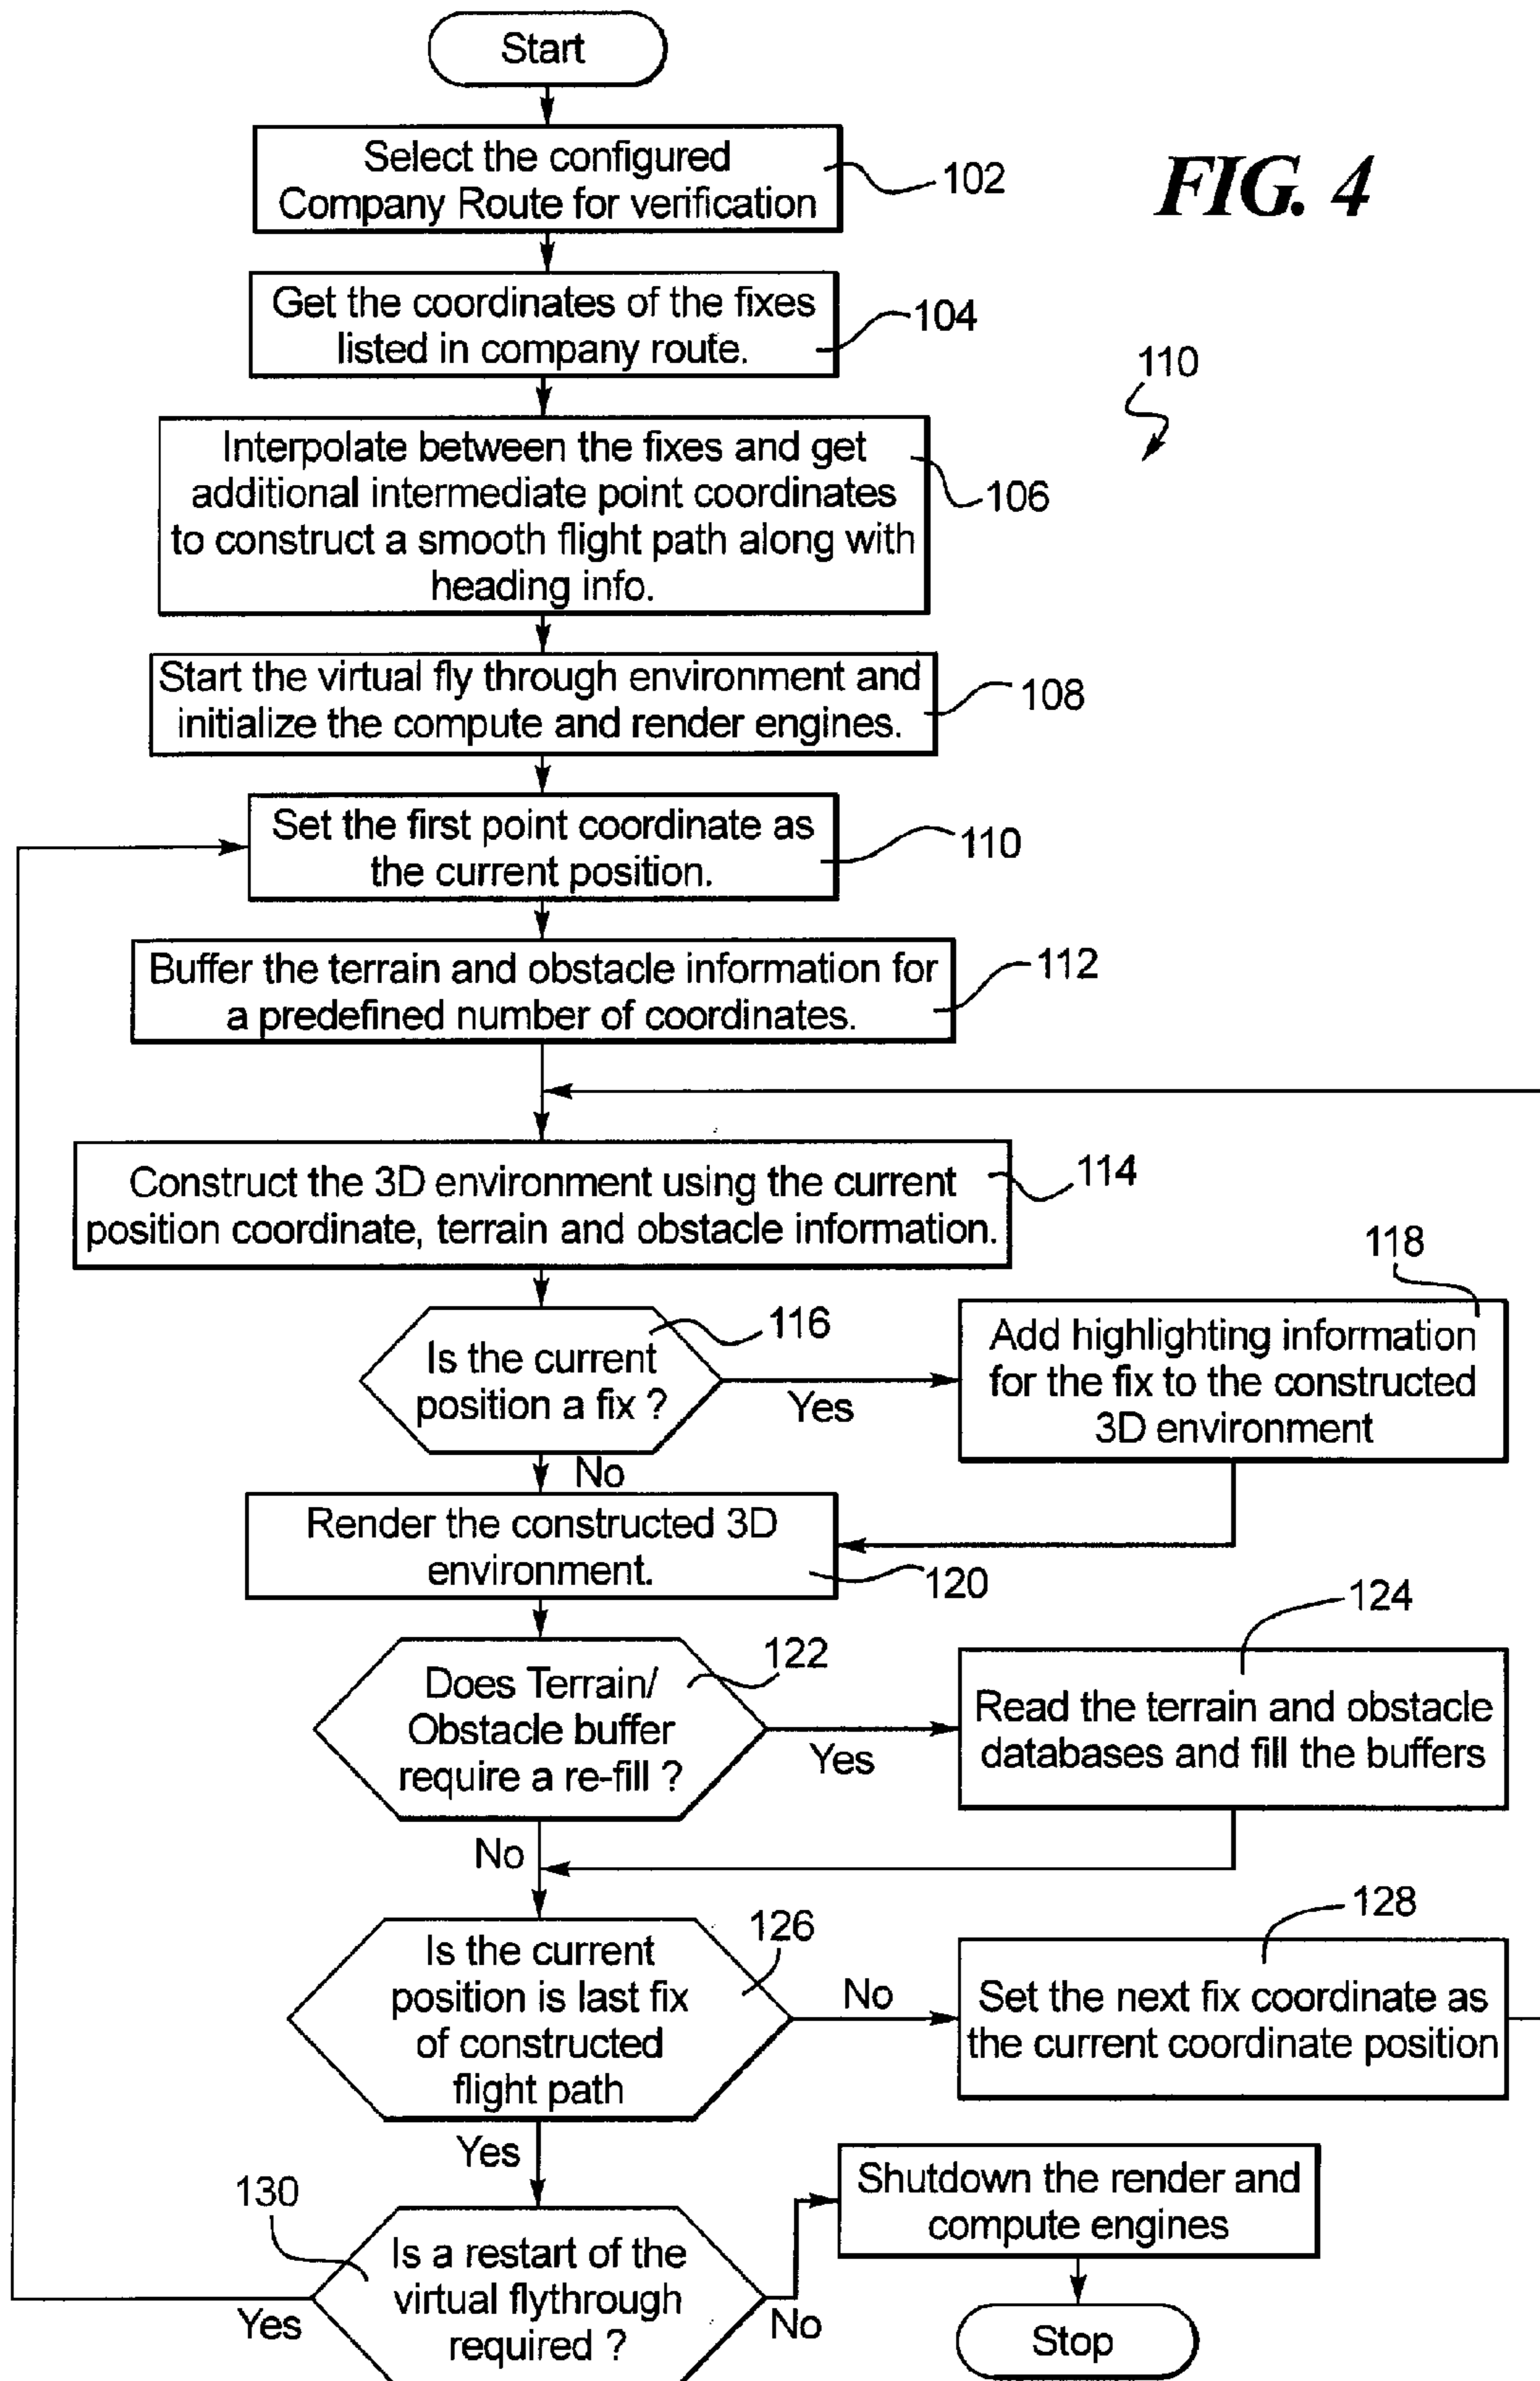 Start
Select the configured
Company Route for verification
102
FIG. 4
Get the coordinates of the fixes
listed in company route.
104
110
Interpolate between the fixes and get
additional intermediate point coordinates
to construct a smooth flight path along with
heading info.
106
Start the virtual fly through environment and
initialize the compute and render engines.
108
Set the first point coordinate as
the current position.
110
Buffer the terrain and obstacle information for
a predefined number of coordinates.
112
Construct the 3D environment using the current
position coordinate, terrain and obstacle information.
114
Is the current
position a fix ?
116
Yes
No
118
Add highlighting information
for the fix to the constructed
3D environment
Render the constructed 3D
environment.
120
Does Terrain/
Obstacle buffer
require a re-fill ?
122
Yes
No
124
Read the terrain and obstacle
databases and fill the buffers
Is the current
position is last fix
of constructed
flight path
126
No
Yes
128
Set the next fix coordinate as
the current coordinate position
130
Is a restart of the
virtual flythrough
required ?
Yes
No
Shutdown the render and
compute engines
Stop